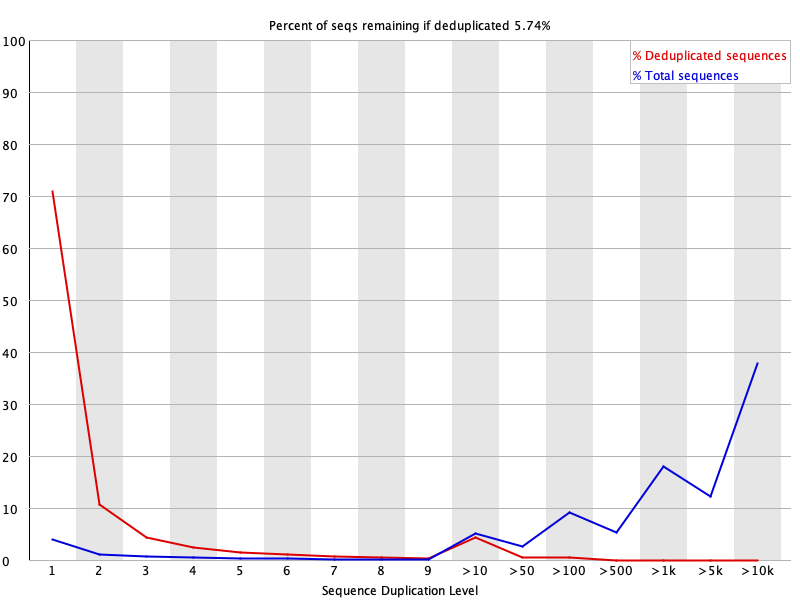 Percent of seqs remaining if deduplicated 5.74%
% Deduplicated sequences
% Total sequences
100
90
80
70
60
50
40
30
20
10
0
1 2 3 4 5 6 7 8 9 >10 >50 >100 >500 >1k >5k >10k
Sequence Duplication Level